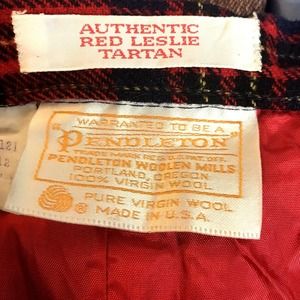 AUTHENTIC
RED LESLIE
TARTAN
WARRANTED TO BE A
"PENDLETON"
PENDLETON WOOLEN MILLS
PORTLAND, OREGON
100% VIRGIN WOOL
PURE VIRGIN WOOL
® MADE IN U.S.A.